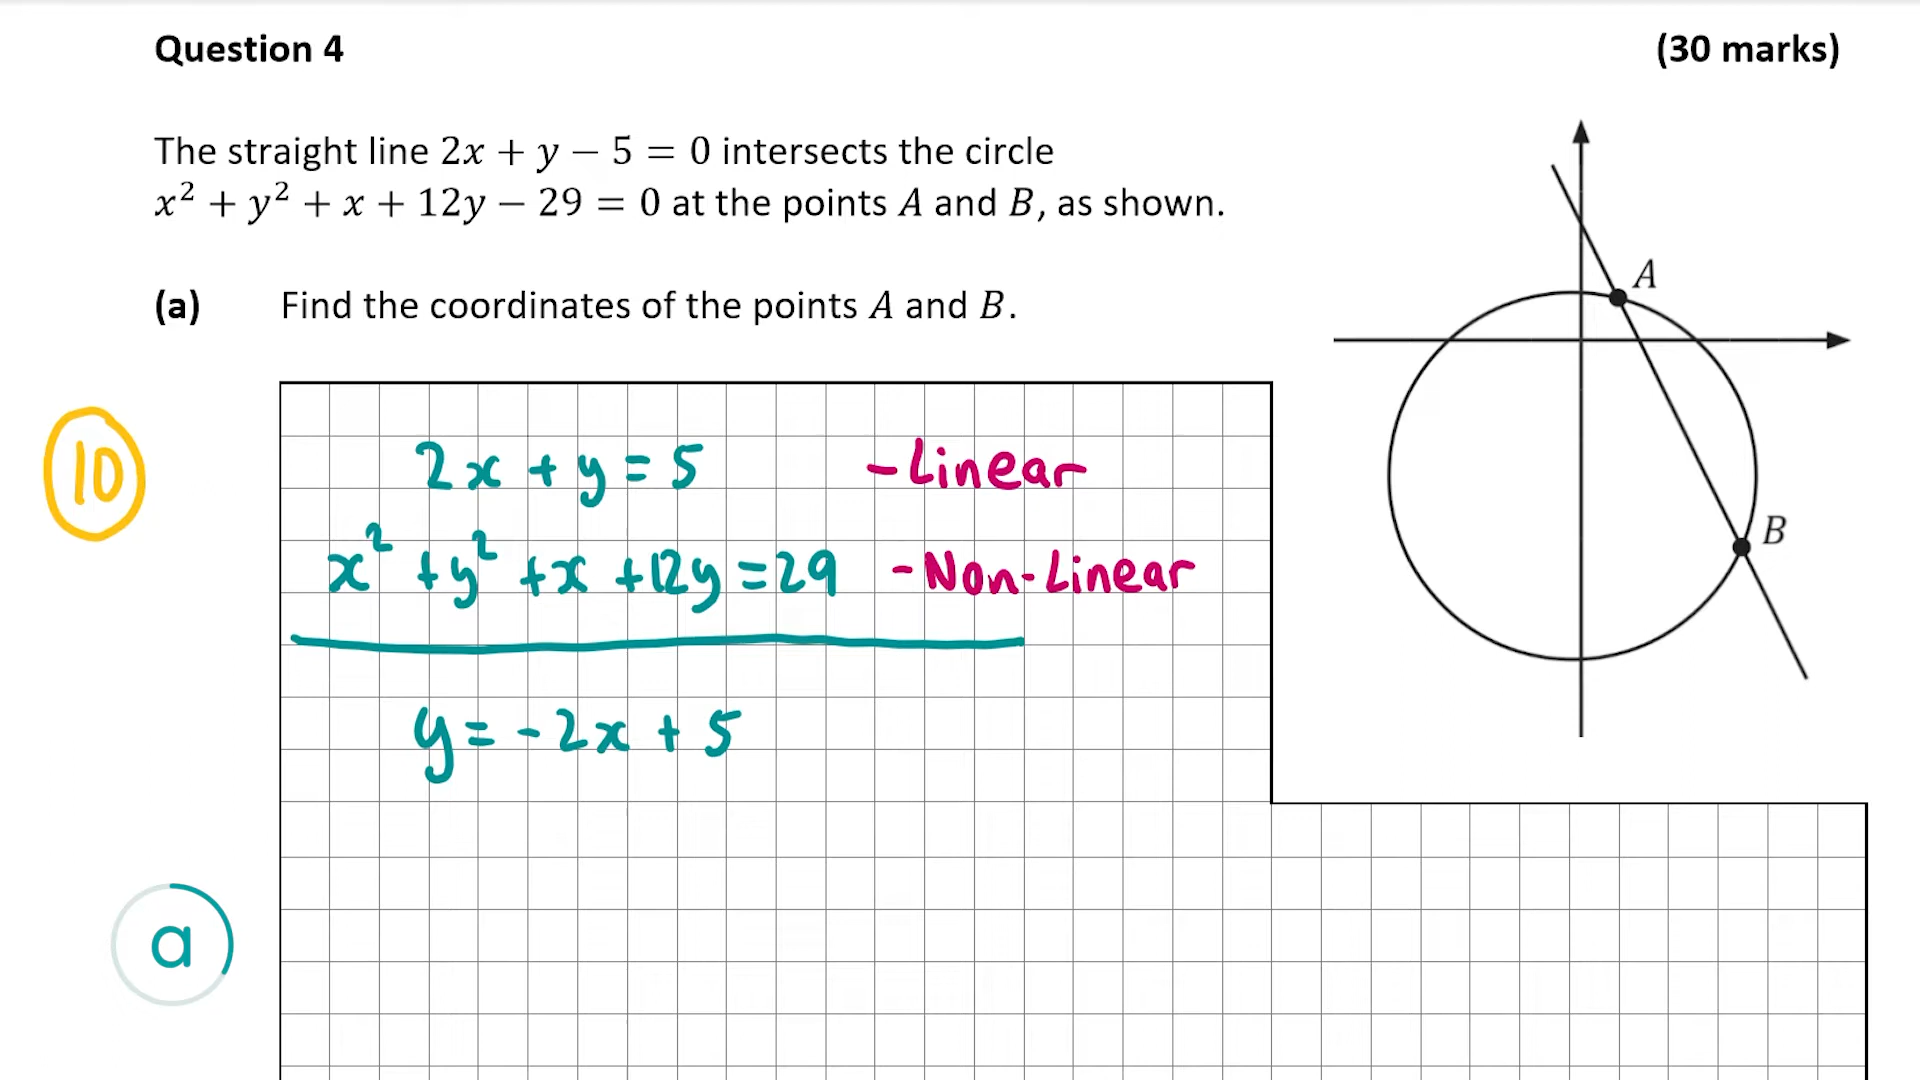 Question 4 (30 marks)
The straight line 2x + y − 5 = 0 intersects the circle
x² + y² + x + 12y − 29 = 0 at the points A and B, as shown.
(a) Find the coordinates of the points A and B.
A
B
10
2x + y = 5 - Linear
x² + y² + x + 12y = 29 - Non-Linear
y = -2x + 5
a